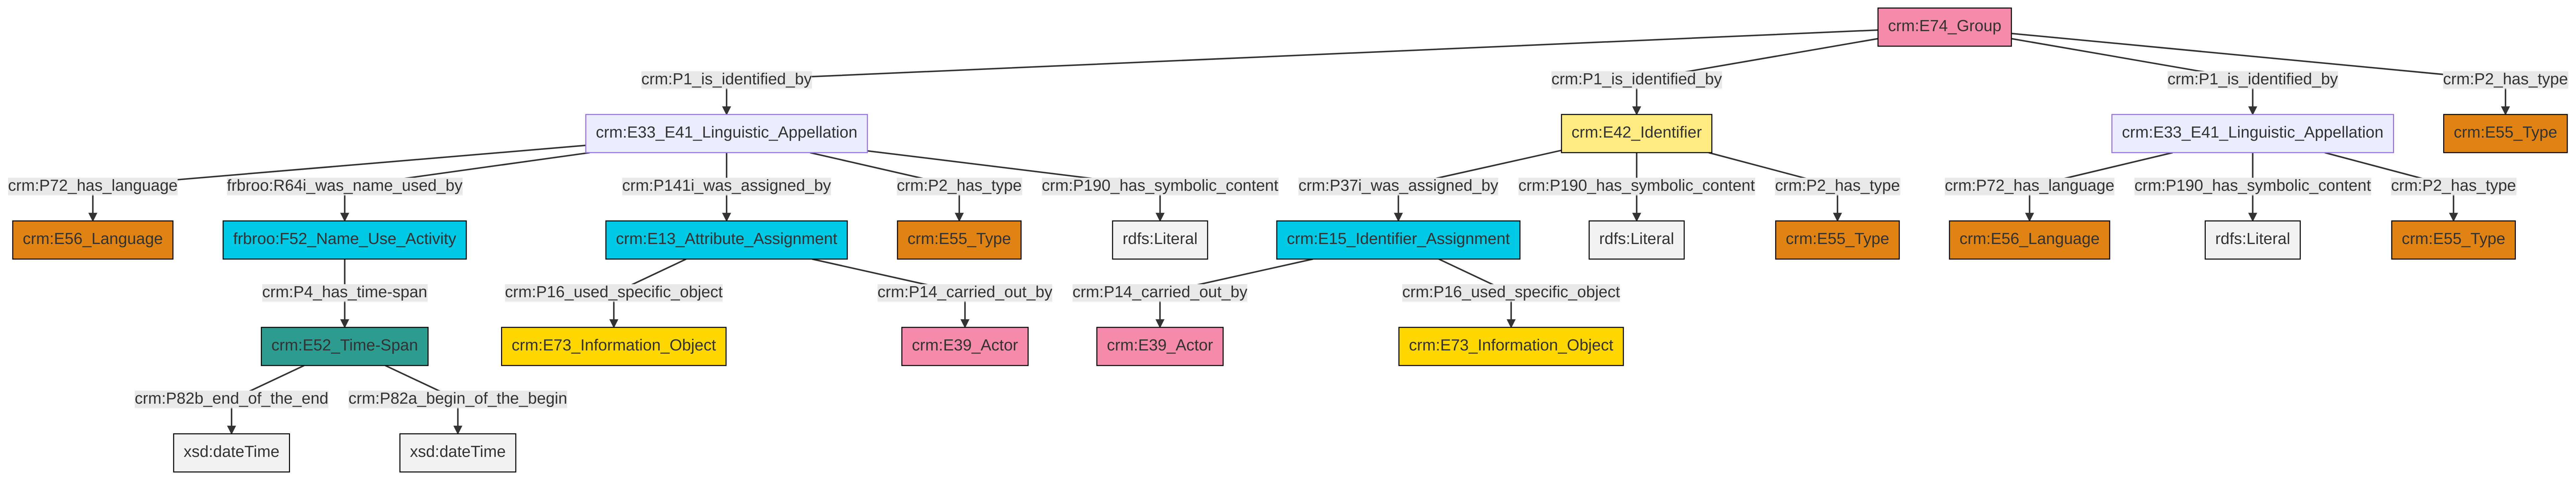 crm:E74_Group
crm:P1_is_identified_by
crm:P1_is_identified_by
crm:P1_is_identified_by
crm:P2_has_type
crm:E33_E41_Linguistic_Appellation
crm:E42_Identifier
crm:E33_E41_Linguistic_Appellation
crm:E55_Type
crm:P72_has_language
frbroo:R64i_was_name_used_by
crm:P141i_was_assigned_by
crm:P2_has_type
crm:P190_has_symbolic_content
crm:P37i_was_assigned_by
crm:P190_has_symbolic_content
crm:P2_has_type
crm:P72_has_language
crm:P190_has_symbolic_content
crm:P2_has_type
crm:E56_Language
frbroo:F52_Name_Use_Activity
crm:E13_Attribute_Assignment
crm:E55_Type
rdfs:Literal
crm:E15_Identifier_Assignment
rdfs:Literal
crm:E55_Type
crm:E56_Language
rdfs:Literal
crm:E55_Type
crm:P4_has_time-span
crm:P16_used_specific_object
crm:P14_carried_out_by
crm:P14_carried_out_by
crm:P16_used_specific_object
crm:E52_Time-Span
crm:E73_Information_Object
crm:E39_Actor
crm:E39_Actor
crm:E73_Information_Object
crm:P82b_end_of_the_end
crm:P82a_begin_of_the_begin
xsd:dateTime
xsd:dateTime